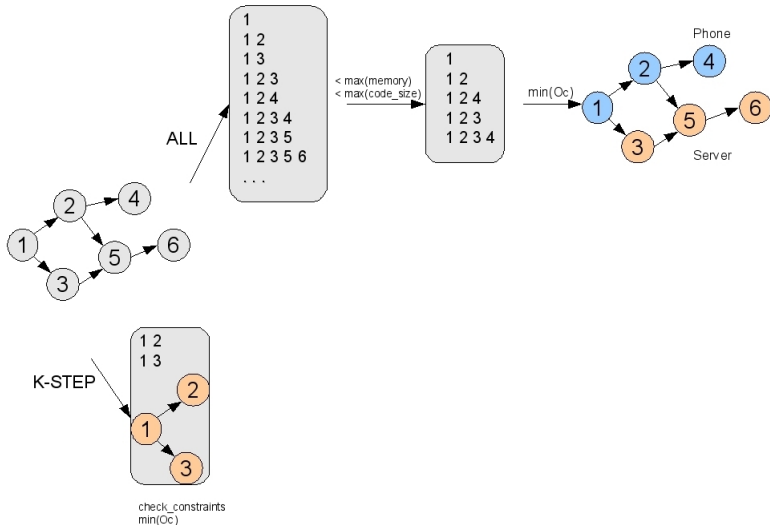 1
1 2
1 3
1 2 3
1 2 4
1 2 3 4
1 2 3 5
1 2 3 5 6
. . .
ALL
< max(memory)
< max(code_size)
1
1 2
1 2 4
1 2 3
1 2 3 4
min(Oc)
Phone
1
2
4
3
5
6
Server
1
2
4
3
5
6
K-STEP
1 2
1 3
1
2
3
check_constraints
min(Oc)